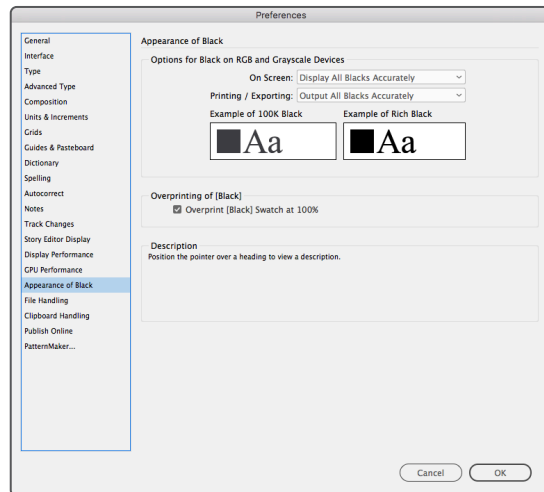 Preferences
General
Interface
Type
Advanced Type
Composition
Units & Increments
Grids
Guides & Pasteboard
Dictionary
Spelling
Autocorrect
Notes
Track Changes
Story Editor Display
Display Performance
GPU Performance
Appearance of Black
File Handling
Clipboard Handling
Publish Online
PatternMaker...
Appearance of Black
Options for Black on RGB and Grayscale Devices
On Screen: Display All Blacks Accurately
Printing / Exporting: Output All Blacks Accurately
Example of 100K Black Example of Rich Black
Aa Aa
Overprinting of [Black]
Overprint [Black] Swatch at 100%
Description
Position the pointer over a heading to view a description.
Cancel OK